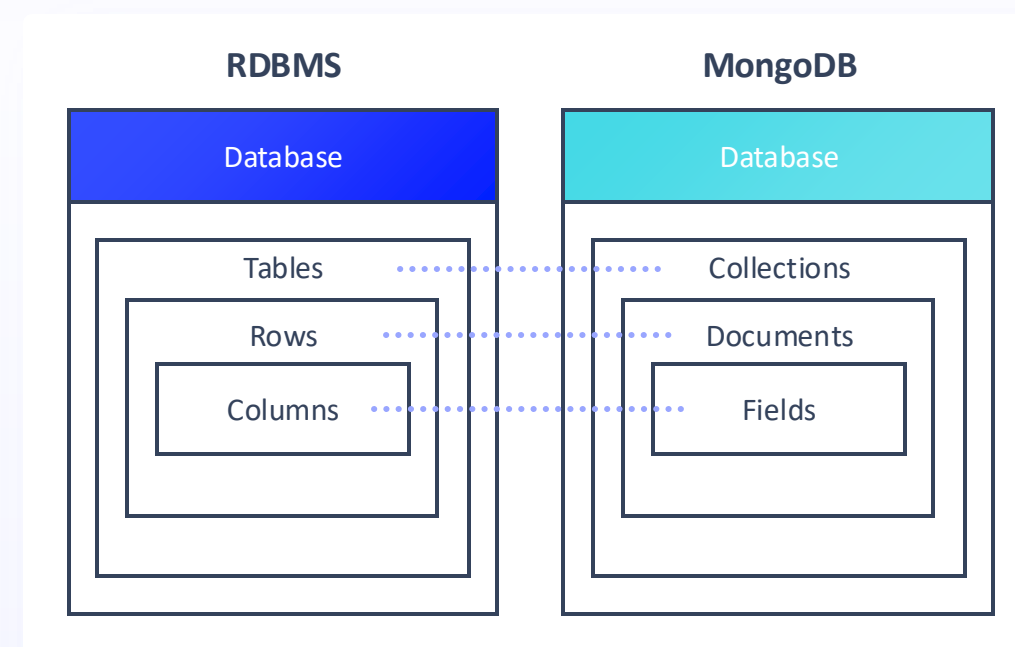 RDBMS
MongoDB
Database
Database
Tables
Collections
Rows
Documents
Columns
Fields